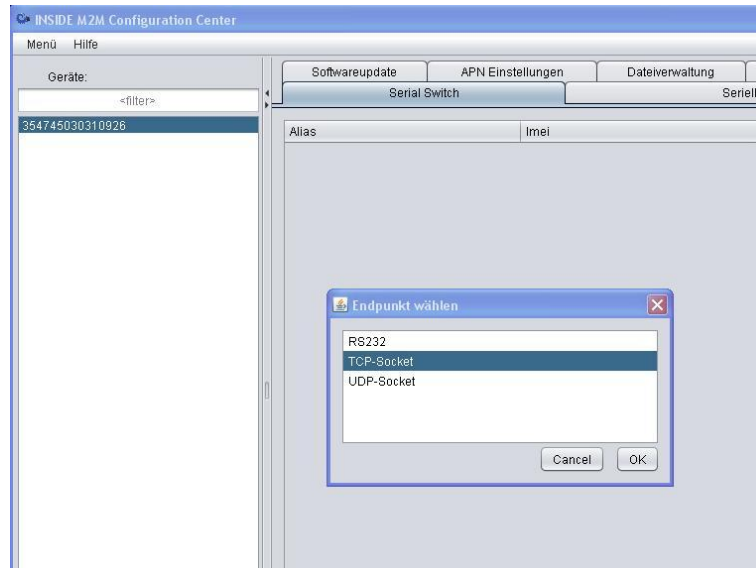 INSIDE M2M Configuration Center
Menü Hilfe
Geräte:
<filter>
354745030310926
Softwareupdate APN Einstellungen Dateiverwaltung
Serial Switch Seriell
Alias Imei
Endpunkt wählen
RS232
TCP-Socket
UDP-Socket
Cancel OK